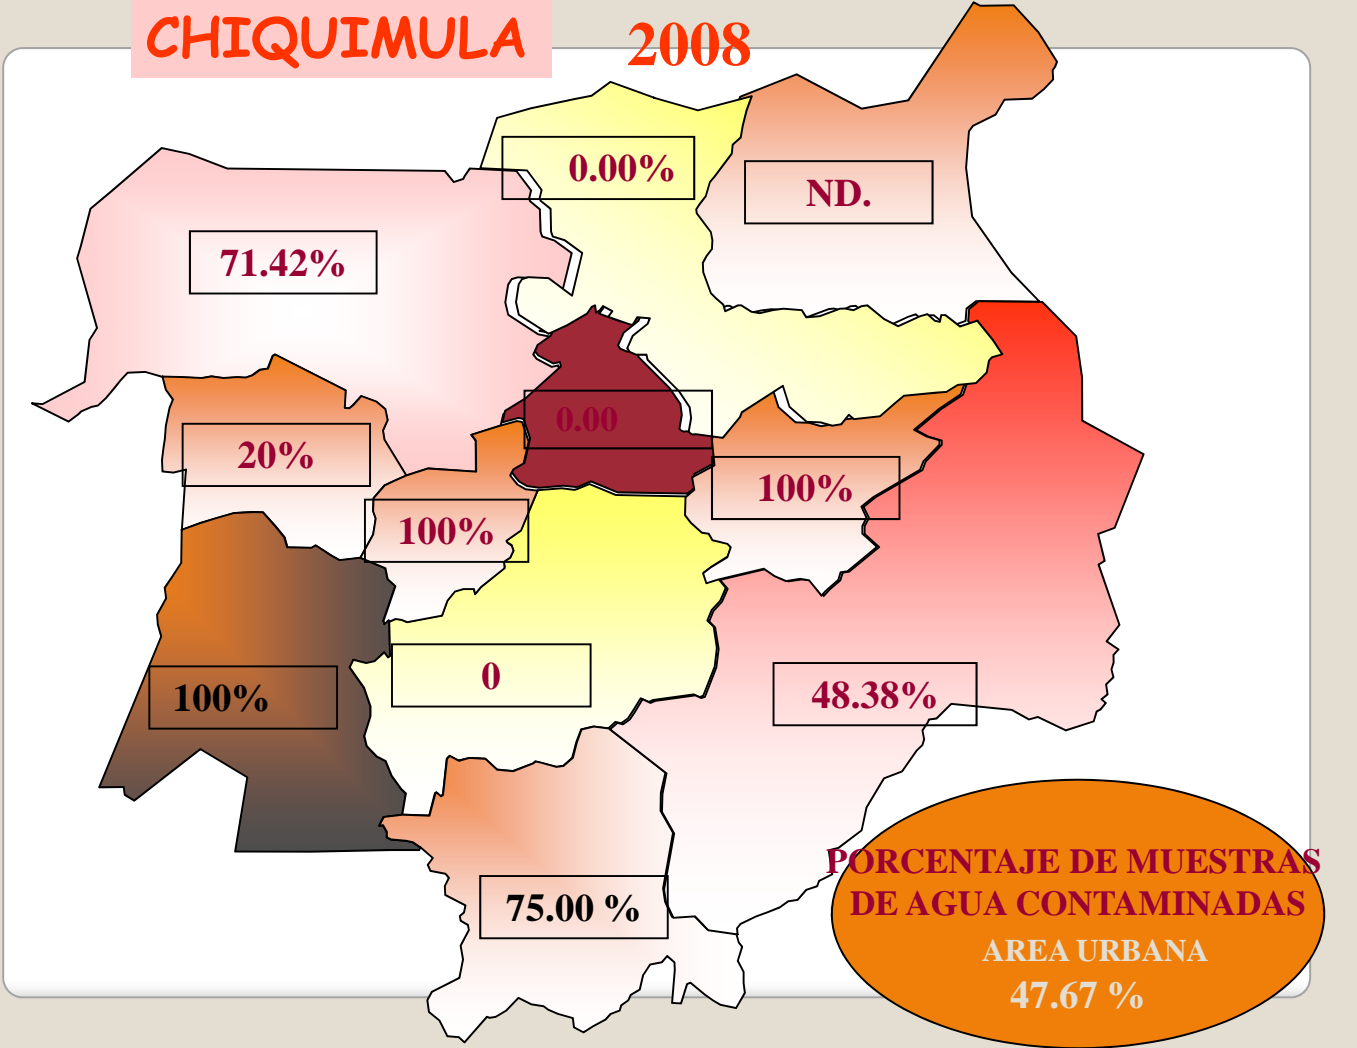 CHIQUIMULA
2008
0.00%
ND.
71.42%
0.00
20%
100%
100%
0
100%
48.38%
75.00 %
PORCENTAJE DE MUESTRAS
DE AGUA CONTAMINADAS
AREA URBANA
47.67 %